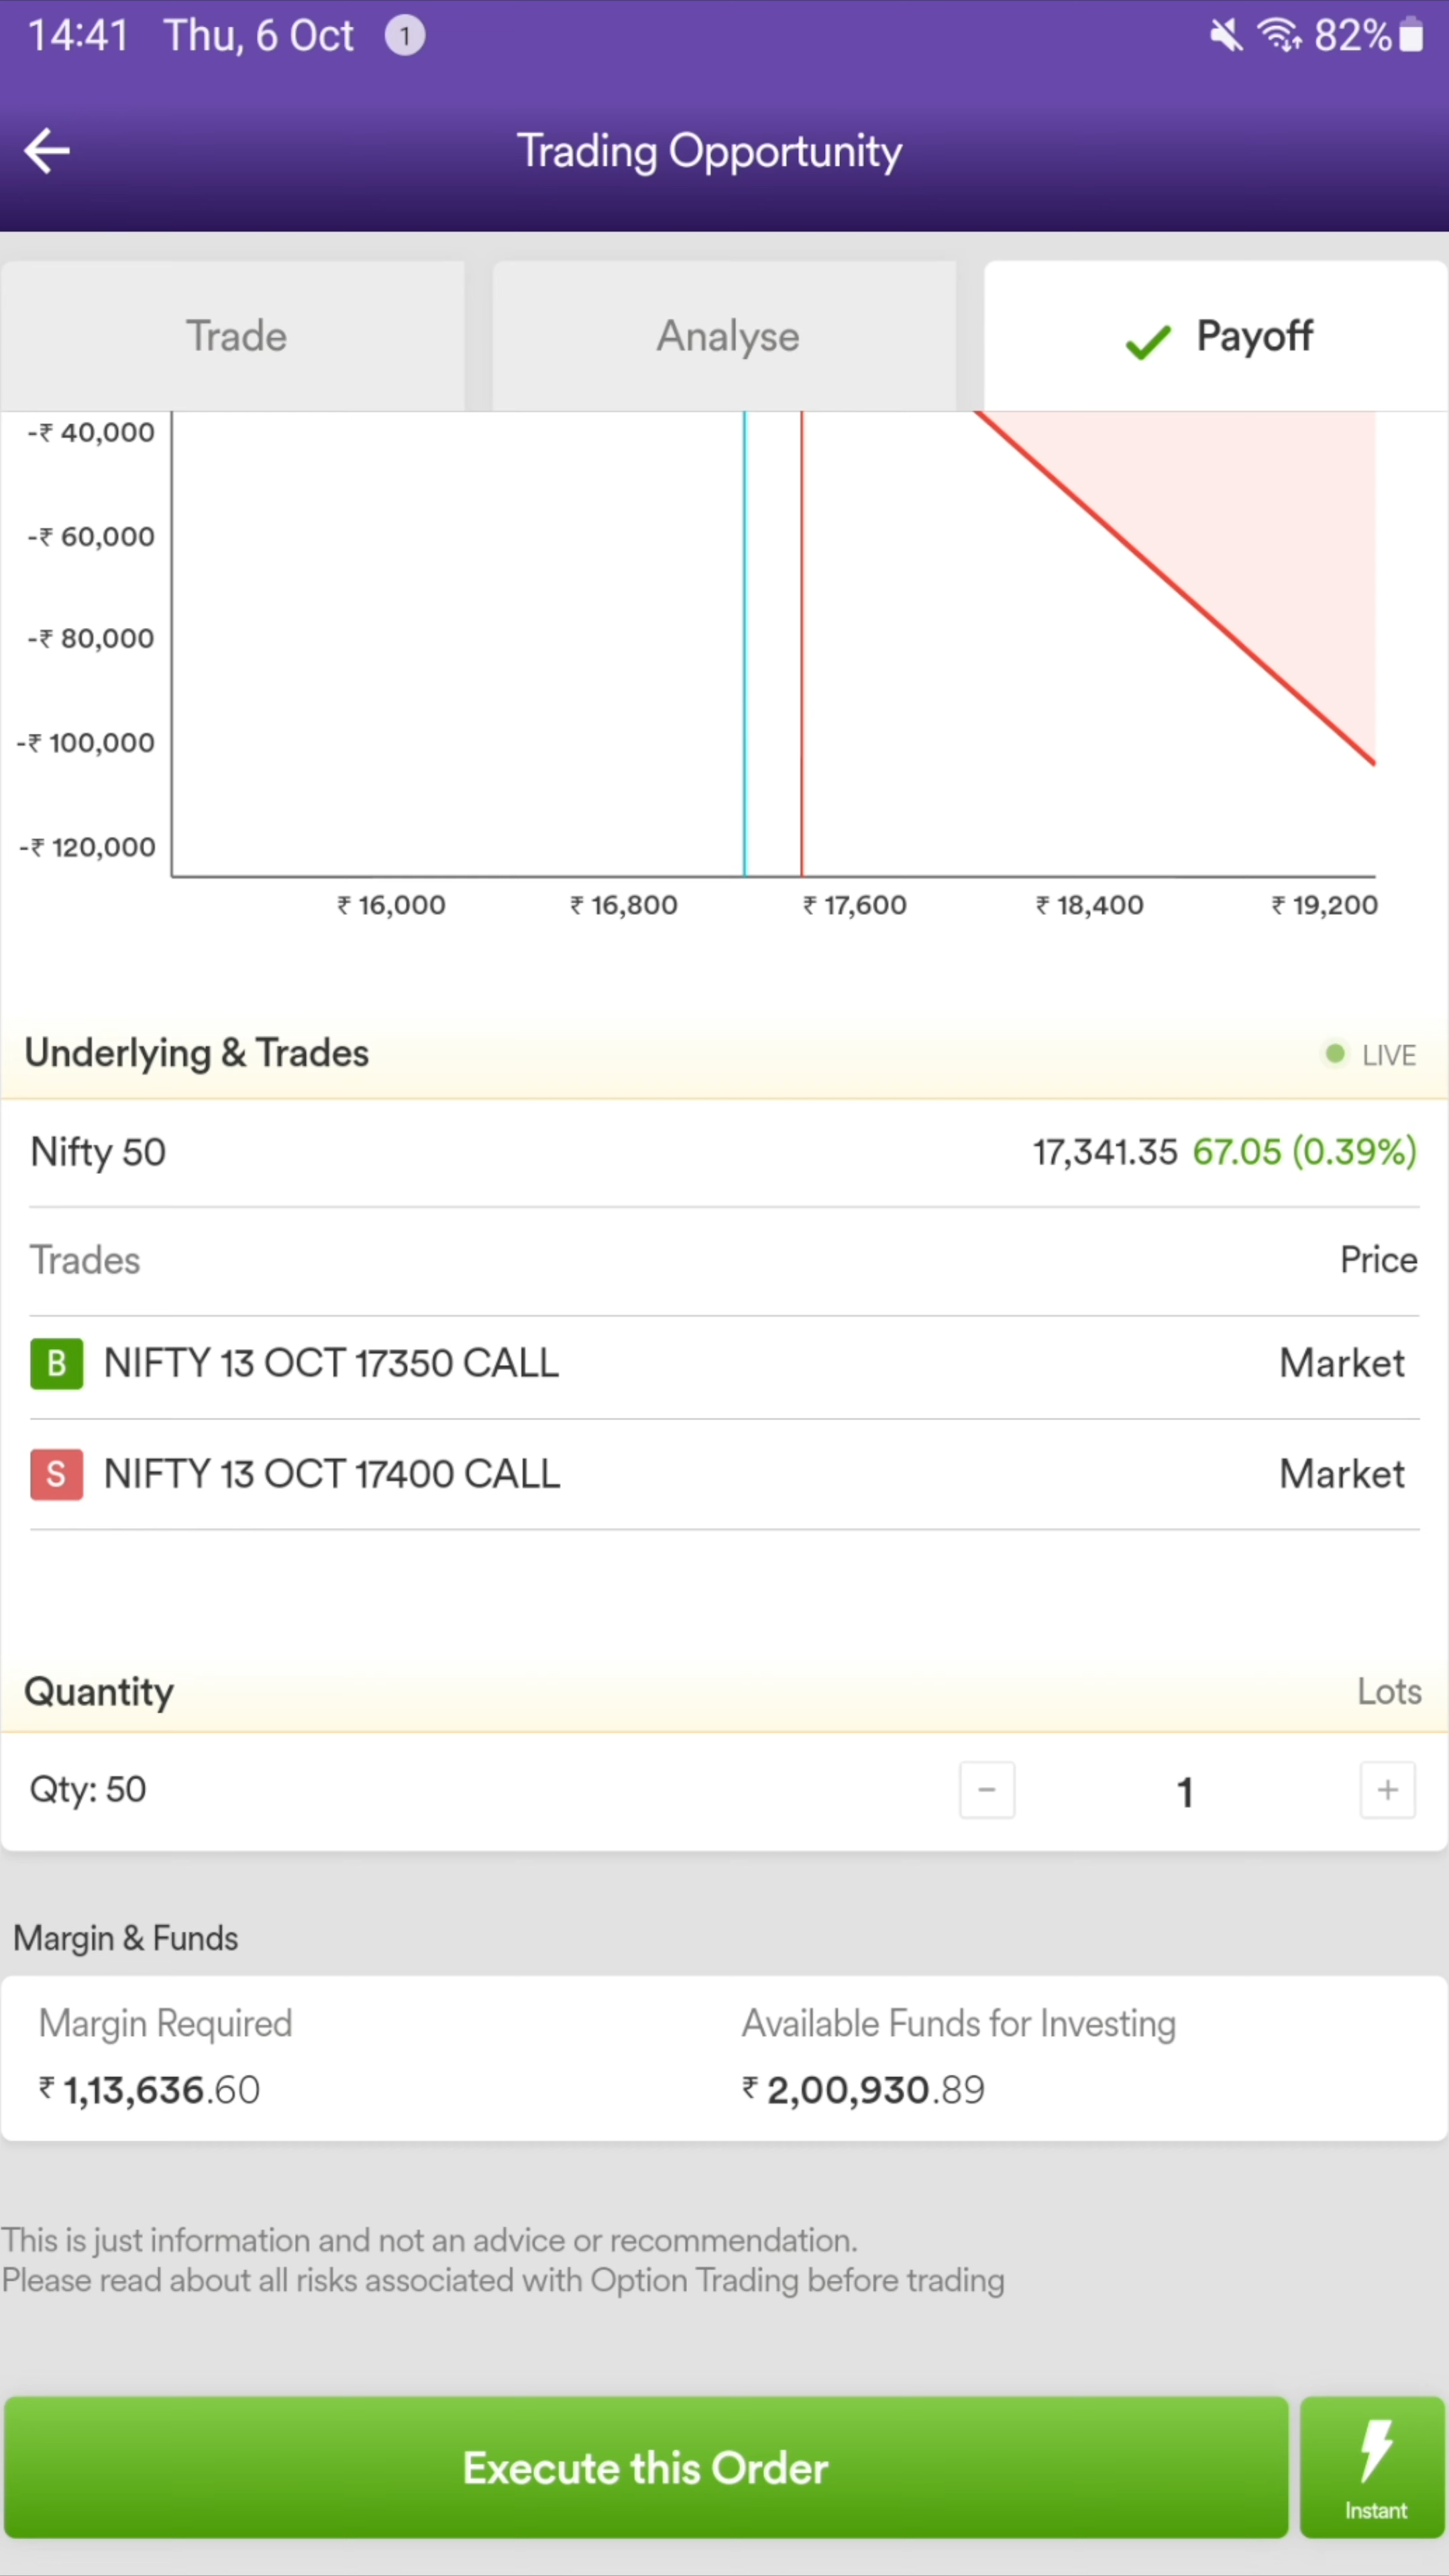 14:41 Thu, 6 Oct 1 82%
Trading Opportunity
Trade Analyse Payoff
-₹ 40,000
-₹ 60,000
-₹ 80,000
-₹ 100,000
-₹ 120,000
₹ 16,000 ₹ 16,800 ₹ 17,600 ₹ 18,400 ₹ 19,200
Underlying & Trades LIVE
Nifty 50 17,341.35 67.05 (0.39%)
Trades Price
B NIFTY 13 OCT 17350 CALL Market
S NIFTY 13 OCT 17400 CALL Market
Quantity Lots
Qty: 50 - 1 +
Margin & Funds
Margin Required Available Funds for Investing
₹ 1,13,636.60 ₹ 2,00,930.89
This is just information and not an advice or recommendation.
Please read about all risks associated with Option Trading before trading
Execute this Order Instant